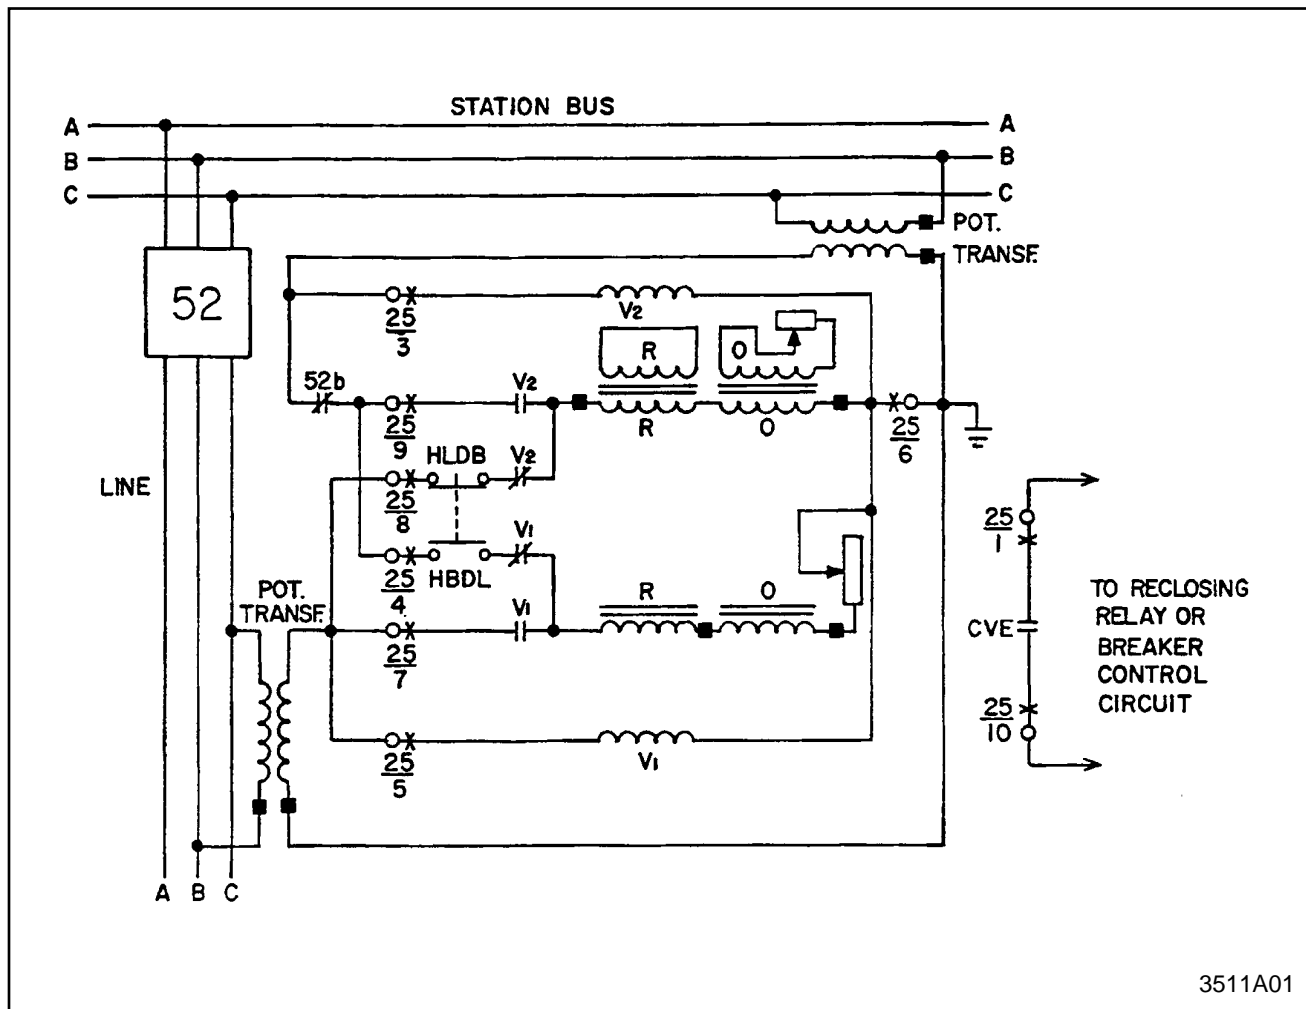 STATION BUS
A A
B B
C C
POT.
TRANSF.
52
V2
25
3
R O
52b
25
9
V2
R O
25
6
LINE
HLDB
V2
25
8
V1
25
4
HBDL
25
1
POT.
TRANSF.
V1
R O
25
7
CVE
TO RECLOSING
RELAY OR
BREAKER
CONTROL
CIRCUIT
25
10
25
5
V1
A B C
3511A01